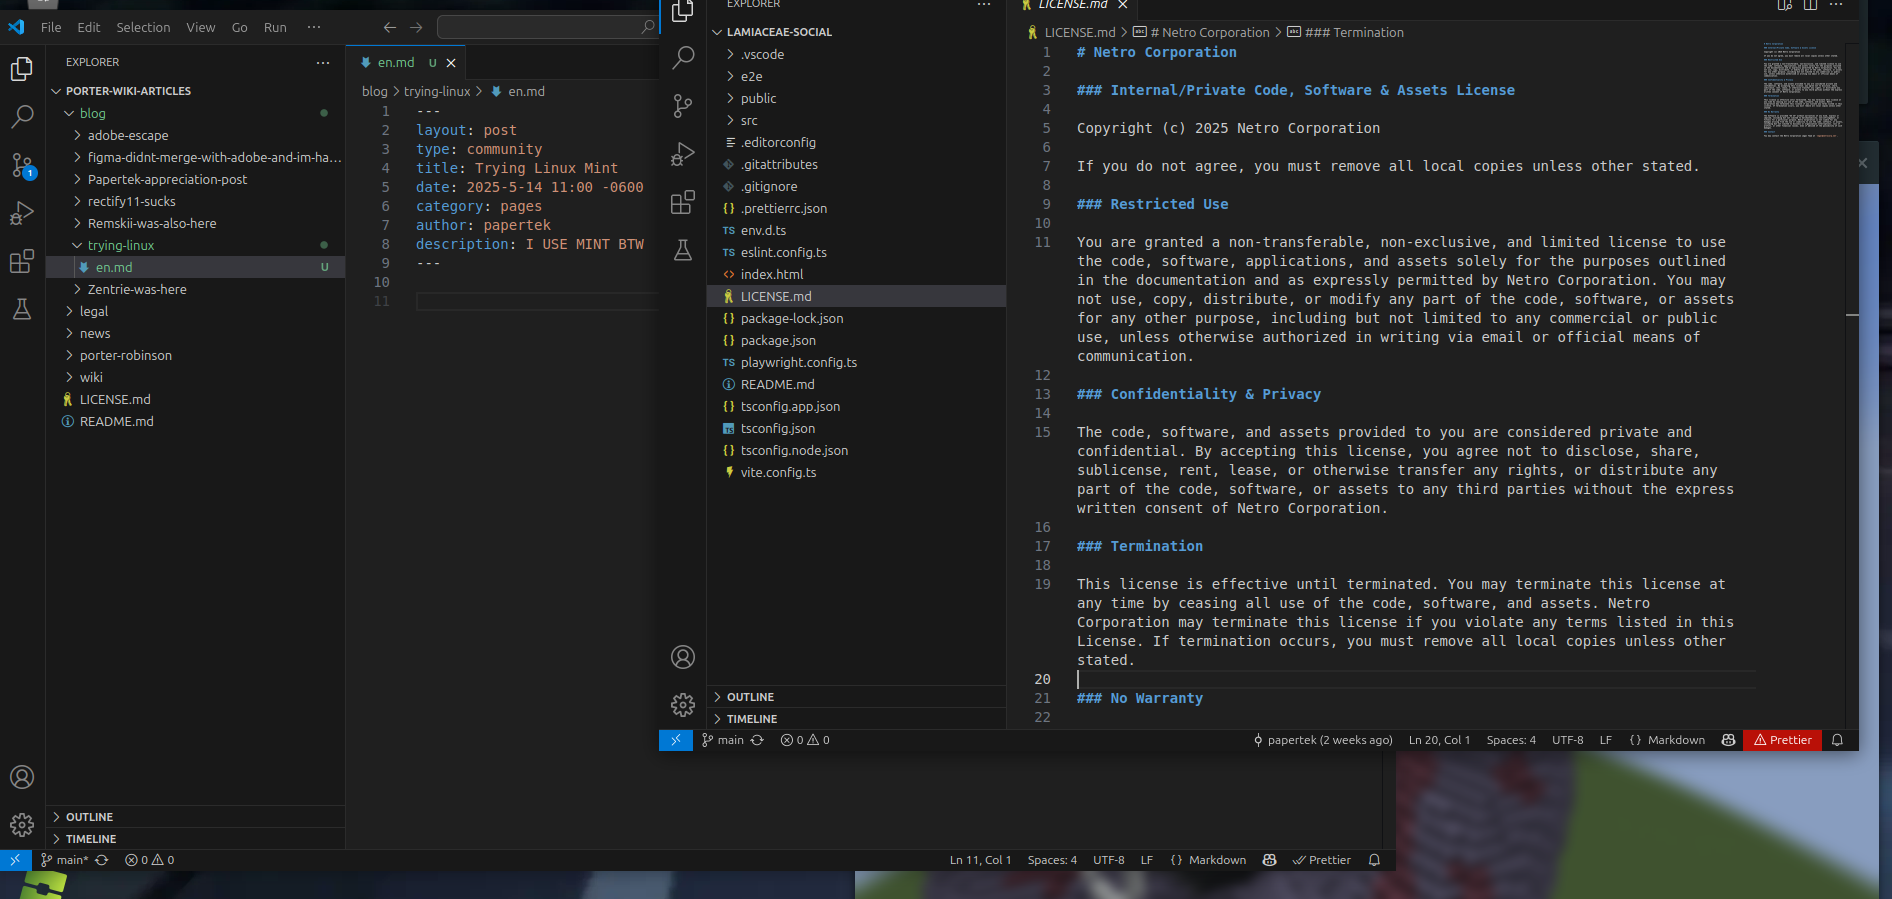 File Edit Selection View Go Run ···
EXPLORER ···
PORTER-WIKI-ARTICLES
blog
adobe-escape
figma-didnt-merge-with-adobe-and-im-ha...
Papertek-appreciation-post
rectify11-sucks
Remskii-was-also-here
trying-linux
en.md U
Zentrie-was-here
legal
news
porter-robinson
wiki
LICENSE.md
README.md
OUTLINE
TIMELINE
1
main* 0 0
en.md U
blog > trying-linux > en.md
1 ---
2 layout: post
3 type: community
4 title: Trying Linux Mint
5 date: 2025-5-14 11:00 -0600
6 category: pages
7 author: papertek
8 description: I USE MINT BTW
9 ---
10
11
Ln 11, Col 1 Spaces: 4 UTF-8 LF {} Markdown Prettier
EXPLORER ···
LAMIACEAE-SOCIAL
.vscode
e2e
public
src
.editorconfig
.gitattributes
.gitignore
{} .prettierrc.json
TS env.d.ts
TS eslint.config.ts
<> index.html
LICENSE.md
{} package-lock.json
{} package.json
TS playwright.config.ts
README.md
{} tsconfig.app.json
TS tsconfig.json
{} tsconfig.node.json
vite.config.ts
OUTLINE
TIMELINE
main 0 0
LICENSE.md
LICENSE.md > # Netro Corporation > ### Termination
1 # Netro Corporation
2
3 ### Internal/Private Code, Software & Assets License
4
5 Copyright (c) 2025 Netro Corporation
6
7 If you do not agree, you must remove all local copies unless other stated.
8
9 ### Restricted Use
10
11 You are granted a non-transferable, non-exclusive, and limited license to use
the code, software, applications, and assets solely for the purposes outlined
in the documentation and as expressly permitted by Netro Corporation. You may
not use, copy, distribute, or modify any part of the code, software, or assets
for any other purpose, including but not limited to any commercial or public
use, unless otherwise authorized in writing via email or official means of
communication.
12
13 ### Confidentiality & Privacy
14
15 The code, software, and assets provided to you are considered private and
confidential. By accepting this license, you agree not to disclose, share,
sublicense, rent, lease, or otherwise transfer any rights, or distribute any
part of the code, software, or assets to any third parties without the express
written consent of Netro Corporation.
16
17 ### Termination
18
19 This license is effective until terminated. You may terminate this license at
any time by ceasing all use of the code, software, and assets. Netro
Corporation may terminate this license if you violate any terms listed in this
License. If termination occurs, you must remove all local copies unless other
stated.
20
21 ### No Warranty
22
papertek (2 weeks ago) Ln 20, Col 1 Spaces: 4 UTF-8 LF {} Markdown Prettier